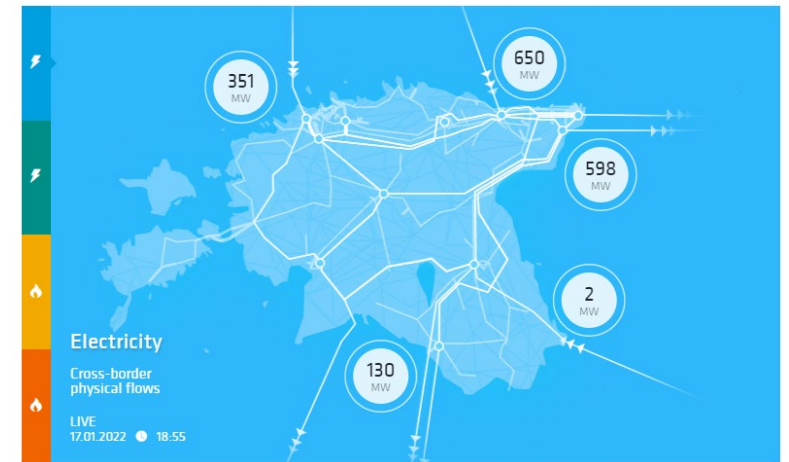 351
MW
650
MW
598
MW
2
MW
130
MW
Electricity
Cross-border
physical flows
LIVE
17.01.2022 18:55